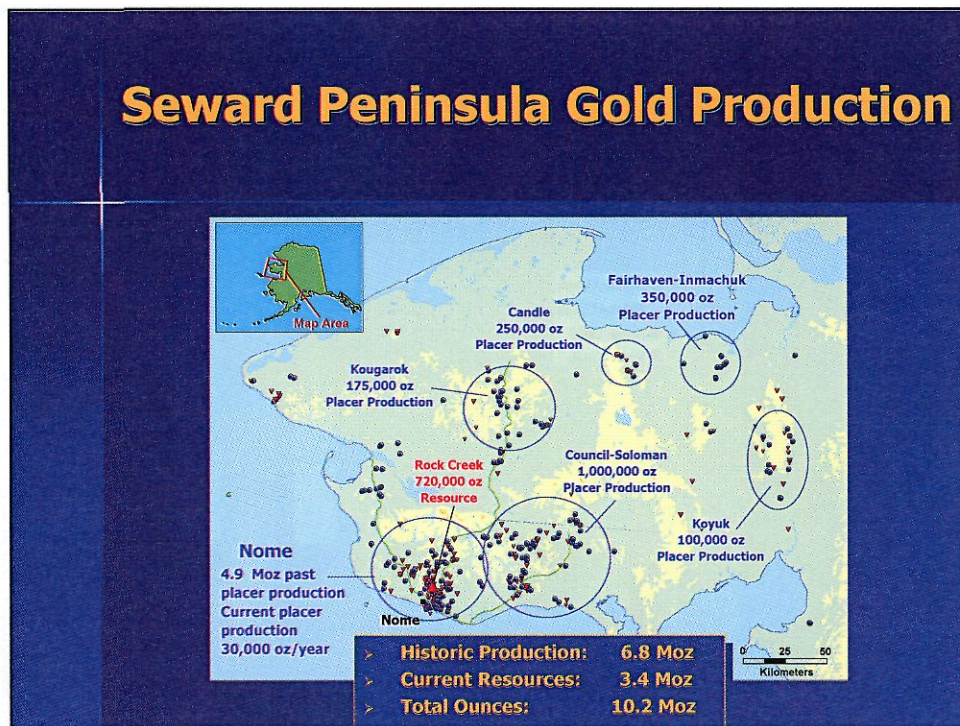 Seward Peninsula Gold Production
Map Area
Fairhaven-Inmachuk
350,000 oz
Placer Production
Candle
250,000 oz
Placer Production
Kougarok
175,000 oz
Placer Production
Rock Creek
720,000 oz
Resource
Council-Soloman
1,000,000 oz
Placer Production
Koyuk
100,000 oz
Placer Production
Nome
4.9 Moz past
placer production
Current placer
production
30,000 oz/year
Nome
0 25 50
Kilometers
➢ Historic Production: 6.8 Moz
➢ Current Resources: 3.4 Moz
➢ Total Ounces: 10.2 Moz